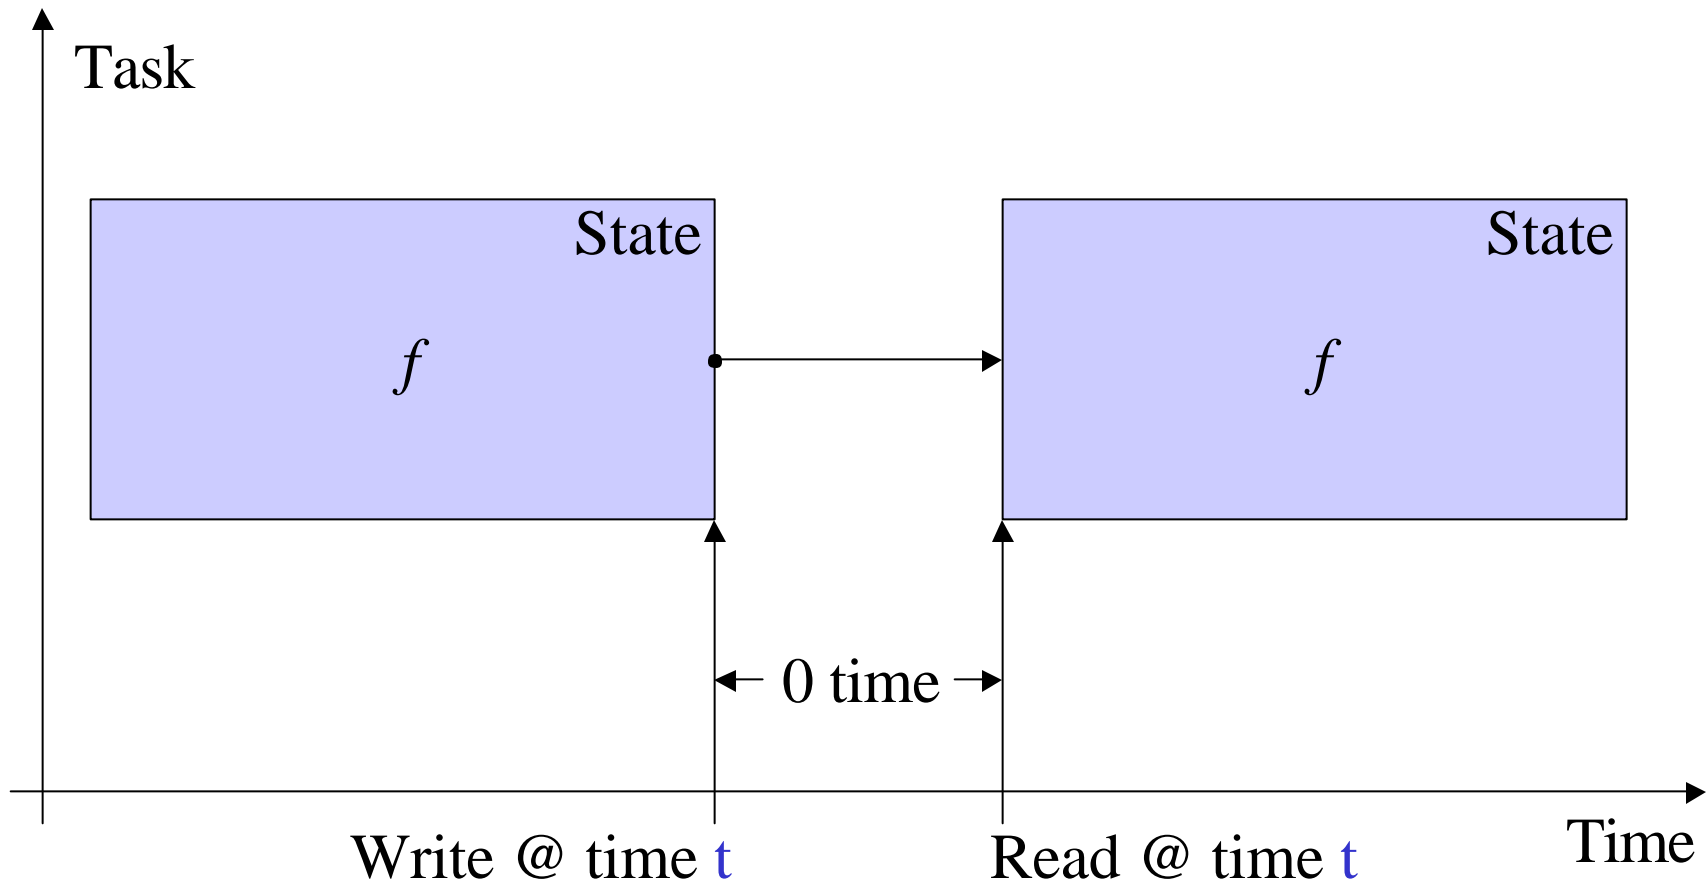 Task
State
State
f
f
0 time
Write @ time t
Read @ time t
Time